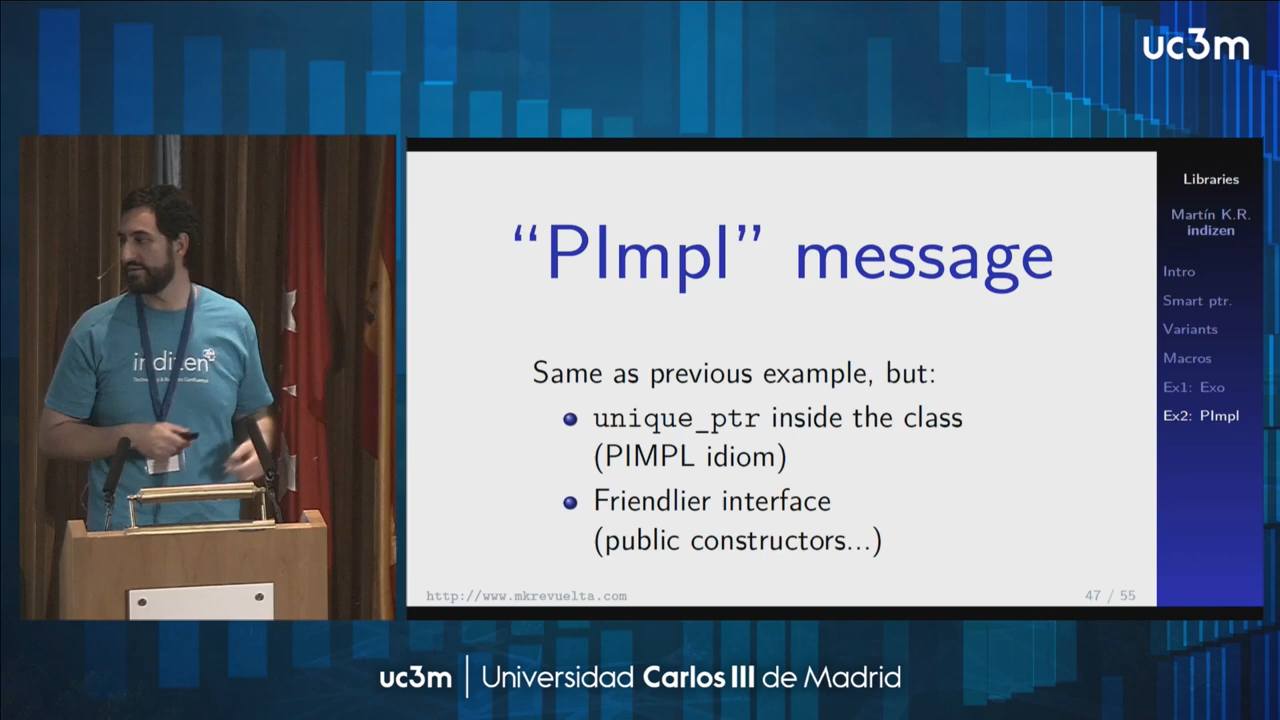 uc3m
indizen
“PImpl” message
Same as previous example, but:
unique_ptr inside the class
(PIMPL idiom)
Friendlier interface
(public constructors...)
http://www.mkrevuelta.com
47 / 55
Libraries
Martín K.R.
indizen
Intro
Smart ptr.
Variants
Macros
Ex1: Exo
Ex2: PImpl
uc3m | Universidad Carlos III de Madrid